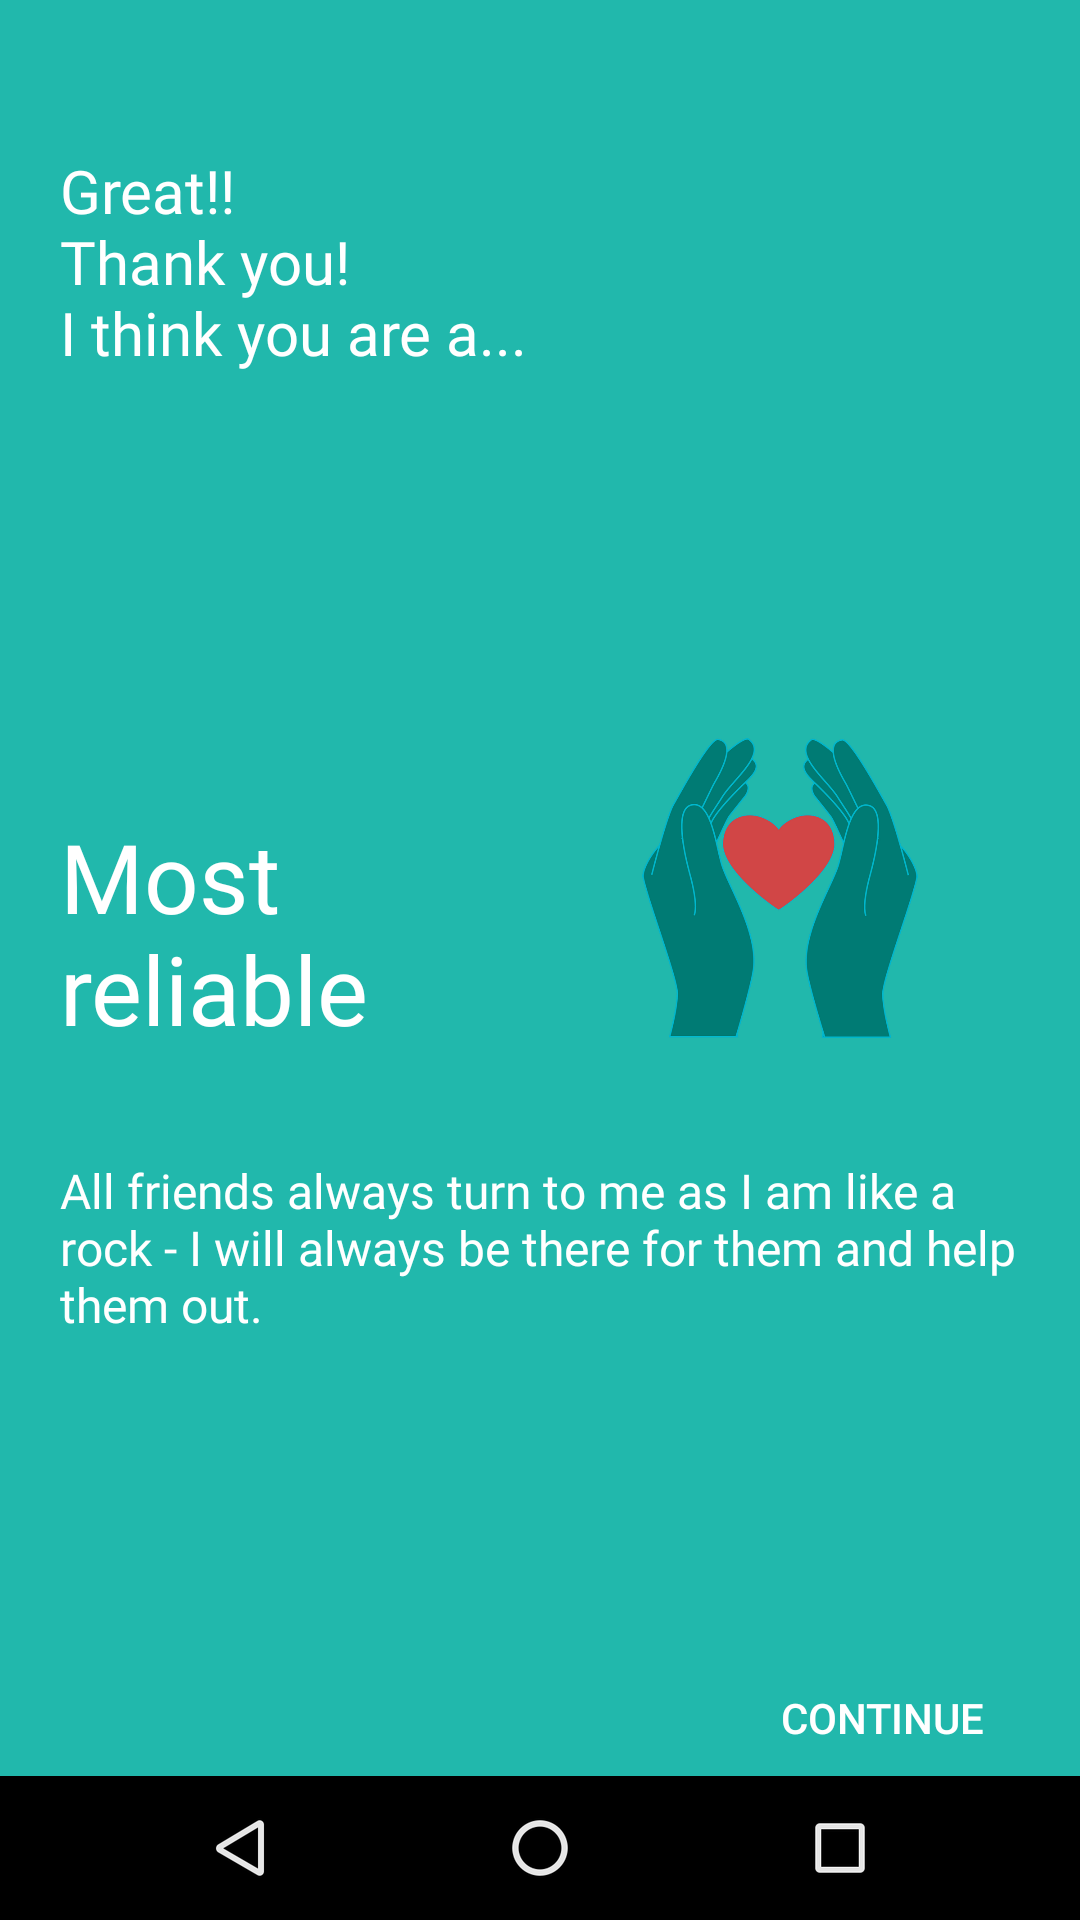 Great!!
Thank you!
I think you are a...
Most
reliable
All friends always turn to me as I am like a
rock - I will always be there for them and help
them out.
CONTINUE